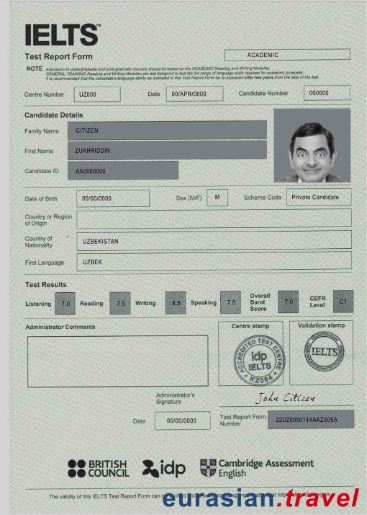 IELTS™
Test Report Form
ACADEMIC
NOTE Admission to undergraduate and post graduate courses should be based on the ACADEMIC Reading and Writing Modules.
GENERAL TRAINING Reading and Writing Modules are not designed to test the full range of language skills required for academic purposes.
It is recommended that the candidate's language ability as indicated in this Test Report Form be re-assessed after two years from the date of the test.
Centre Number UZ000 Date 00/APR/0000 Candidate Number 000000
Candidate Details
Family Name CITIZEN
First Name ZUKHRIDDIN
Candidate ID
Date of Birth 00/00/0000 Sex (M/F) M Scheme Code Private Candidate
Country or Region
of Origin
Country of
Nationality UZBEKISTAN
First Language UZBEK
Test Results
Listening 7.0 Reading 7.5 Writing 6.5 Speaking 7.0 Overall
Band
Score 7.0 CEFR
Level C1
Administrator Comments
Centre stamp
Validation stamp
ACCREDITED TEST CENTRE
idp
IELTS
IELTS
Administrator's
Signature
John Citizen
Date 00/00/0000
Test Report Form
Number
BRITISH
COUNCIL
idp
Cambridge Assessment
English
The validity of this IELTS Test Report Form can
eurasian.travel